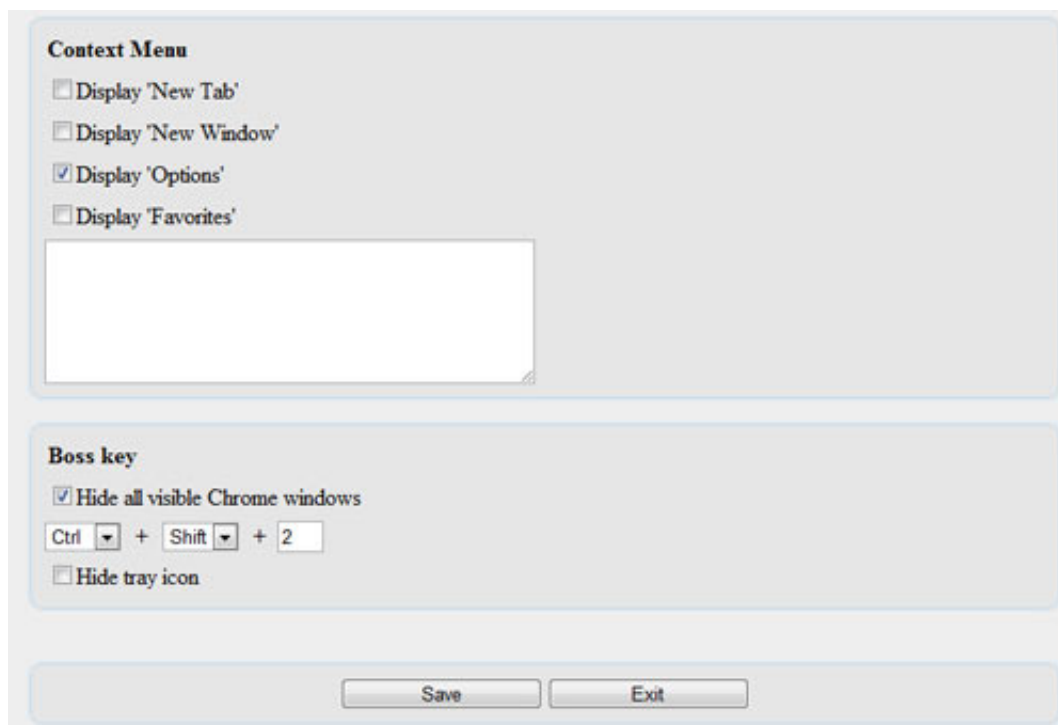 Context Menu
Display 'New Tab'
Display 'New Window'
Display 'Options'
Display 'Favorites'
Boss key
Hide all visible Chrome windows
Ctrl + Shift + 2
Hide tray icon
Save Exit